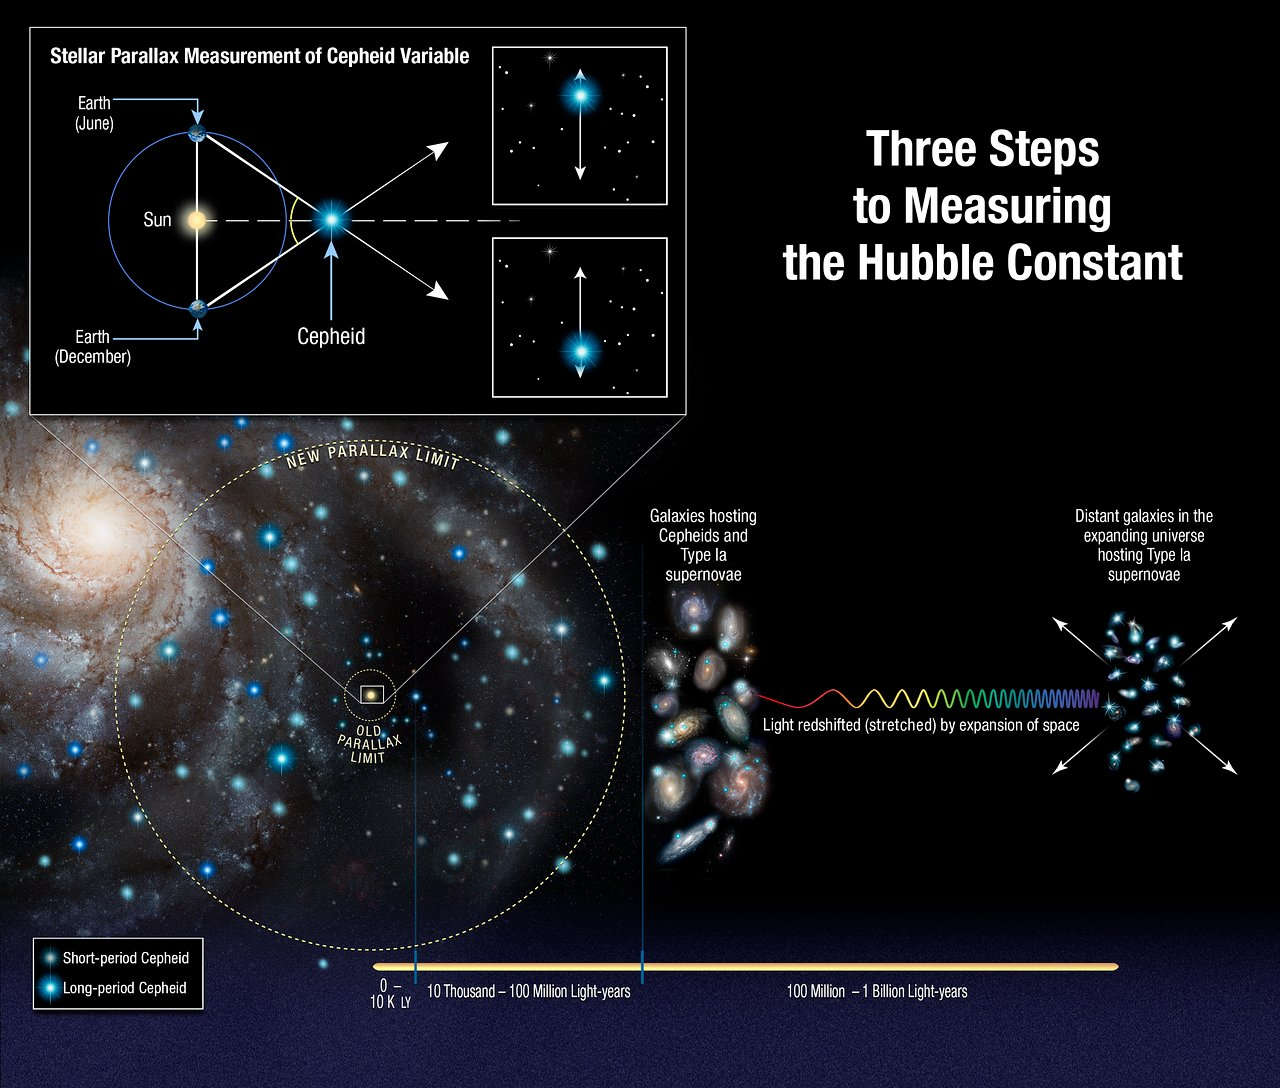 Stellar Parallax Measurement of Cepheid Variable
Earth
(June)
Sun
Earth
(December)
Cepheid
Three Steps
to Measuring
the Hubble Constant
NEW PARALLAX LIMIT
OLD
PARALLAX
LIMIT
Galaxies hosting
Cepheids and
Type Ia
supernovae
Distant galaxies in the
expanding universe
hosting Type Ia
supernovae
Light redshifted (stretched) by expansion of space
Short-period Cepheid
Long-period Cepheid
0 –
10 K LY
10 Thousand – 100 Million Light-years
100 Million – 1 Billion Light-years